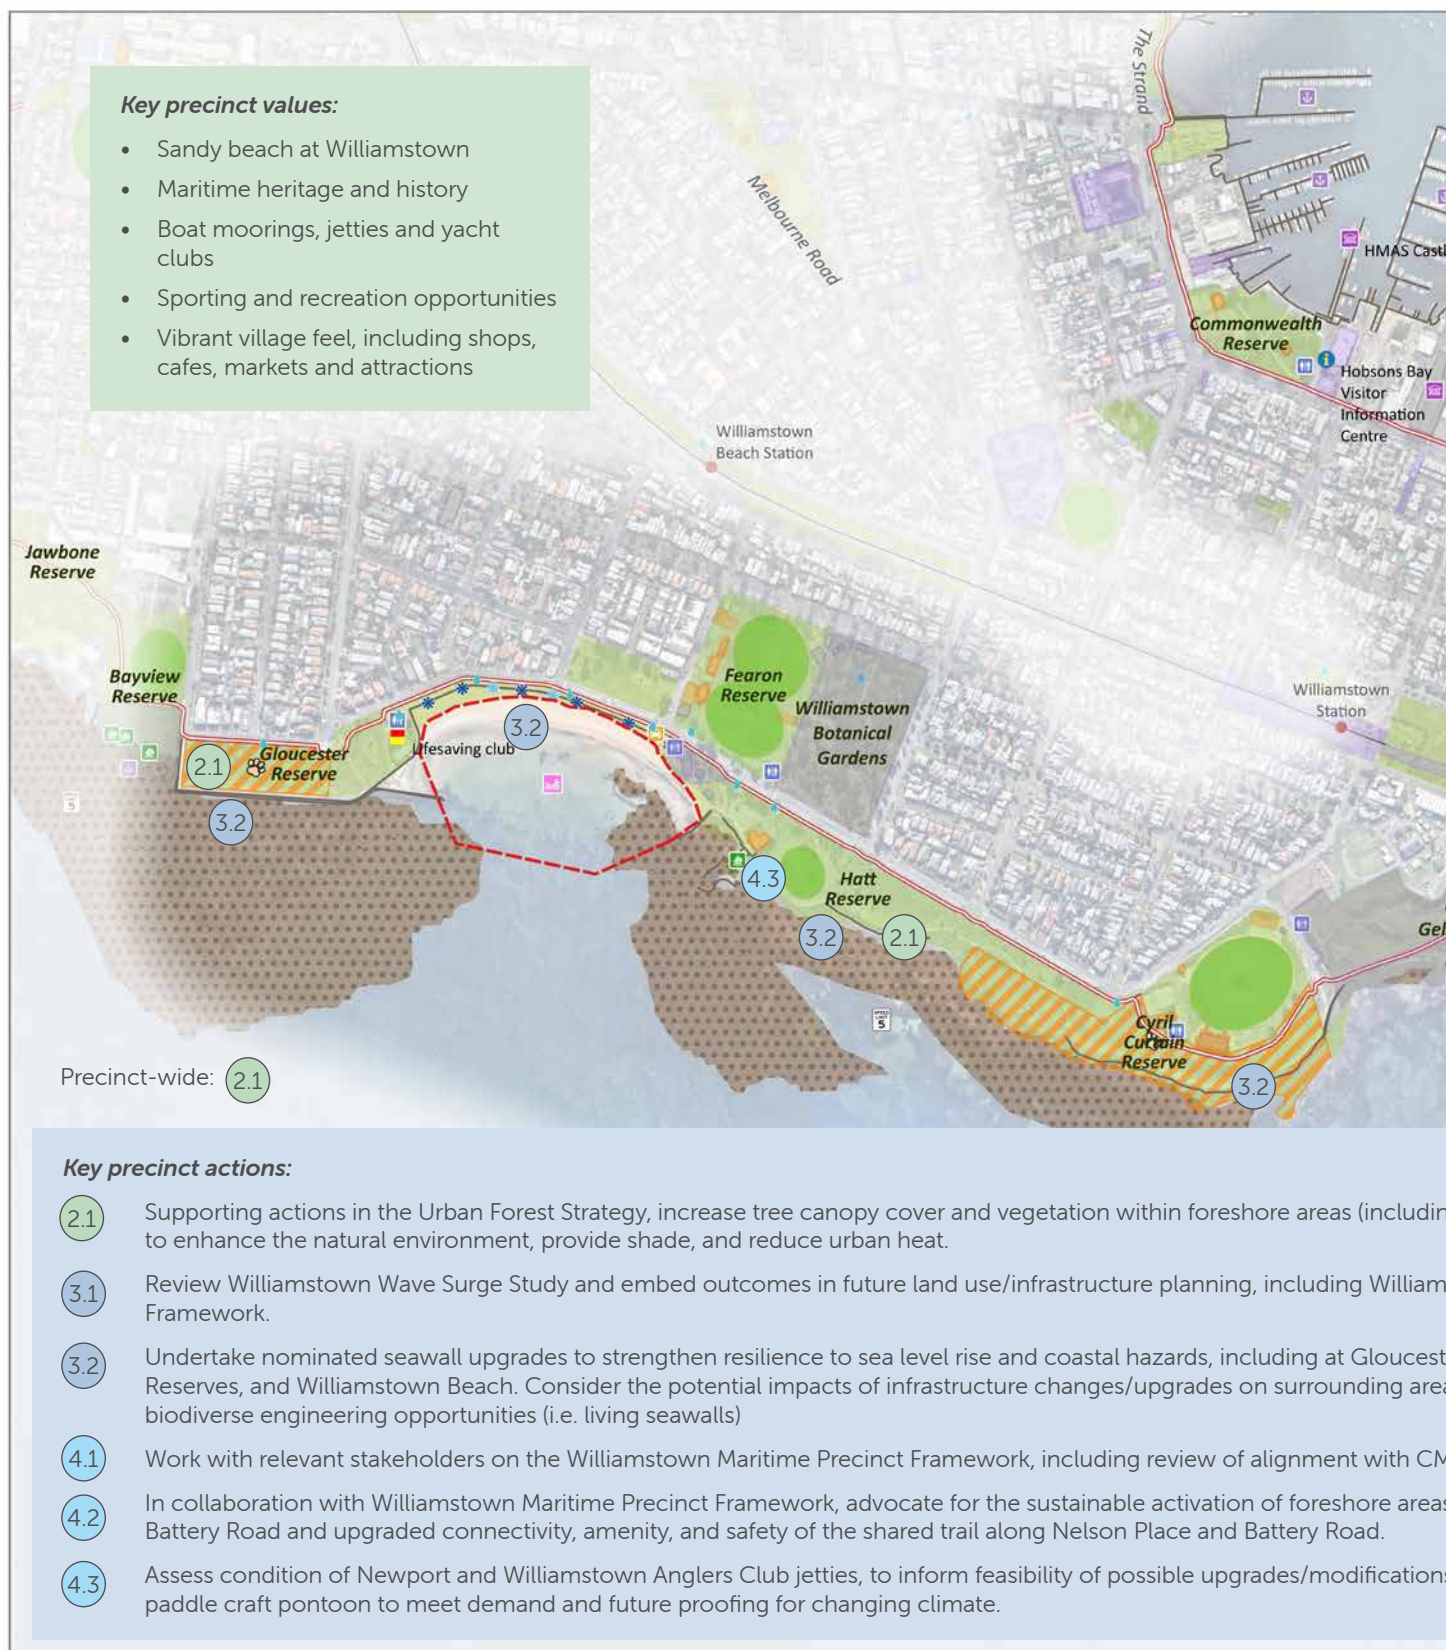 Key precinct values:
• Sandy beach at Williamstown
• Maritime heritage and history
• Boat moorings, jetties and yacht
clubs
• Sporting and recreation opportunities
• Vibrant village feel, including shops,
cafes, markets and attractions
The Strand
Melbourne Road
HMAS Castl
Commonwealth
Reserve
Hobsons Bay
Visitor
Information
Centre
Williamstown
Beach Station
Jawbone
Reserve
Bayview
Reserve
Fearon
Reserve
Williamstown
Botanical
Gardens
Williamstown
Station
3.2
Lifesaving club
2.1
Gloucester
Reserve
3.2
4.3
Hatt
Reserve
3.2
2.1
Gel
SPEED
LIMIT
5
5
Cyril
Curtain
Reserve
3.2
Precinct-wide: 2.1
Key precinct actions:
2.1 Supporting actions in the Urban Forest Strategy, increase tree canopy cover and vegetation within foreshore areas (includin
to enhance the natural environment, provide shade, and reduce urban heat.
3.1 Review Williamstown Wave Surge Study and embed outcomes in future land use/infrastructure planning, including William
Framework.
3.2 Undertake nominated seawall upgrades to strengthen resilience to sea level rise and coastal hazards, including at Gloucest
Reserves, and Williamstown Beach. Consider the potential impacts of infrastructure changes/upgrades on surrounding area
biodiverse engineering opportunities (i.e. living seawalls)
4.1 Work with relevant stakeholders on the Williamstown Maritime Precinct Framework, including review of alignment with CM
4.2 In collaboration with Williamstown Maritime Precinct Framework, advocate for the sustainable activation of foreshore areas
Battery Road and upgraded connectivity, amenity, and safety of the shared trail along Nelson Place and Battery Road.
4.3 Assess condition of Newport and Williamstown Anglers Club jetties, to inform feasibility of possible upgrades/modifications
paddle craft pontoon to meet demand and future proofing for changing climate.